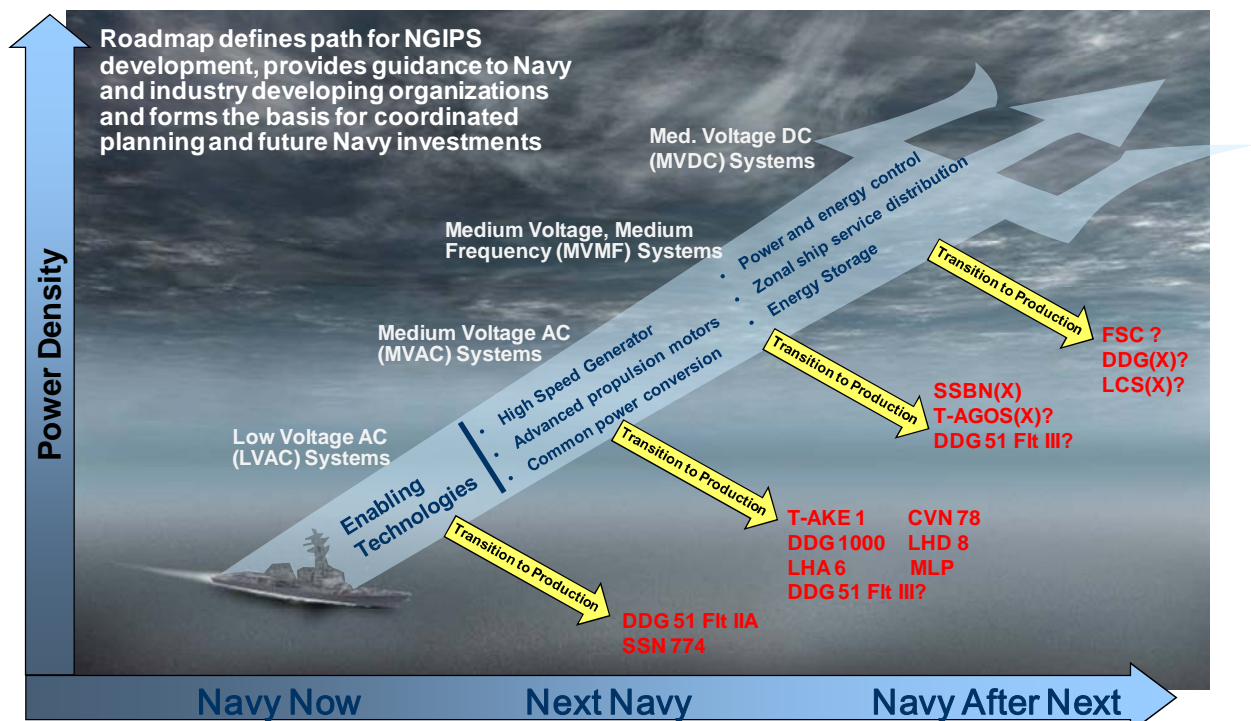 Roadmap defines path for NGIPS
development, provides guidance to Navy
and industry developing organizations
and forms the basis for coordinated
planning and future Navy investments
Power Density
Med. Voltage DC
(MVDC) Systems
Medium Voltage, Medium
Frequency (MVMF) Systems
Medium Voltage AC
(MVAC) Systems
Low Voltage AC
(LVAC) Systems
Enabling
Technologies
• High Speed Generator
• Advanced propulsion motors
• Common power conversion
• Power and energy control
• Zonal ship service distribution
• Energy Storage
Transition to Production
DDG 51 Flt IIA
SSN 774
Transition to Production
T-AKE 1 CVN 78
DDG 1000 LHD 8
LHA 6 MLP
DDG 51 Flt III?
Transition to Production
SSBN(X)
T-AGOS(X)?
DDG 51 Flt III?
Transition to Production
FSC ?
DDG(X)?
LCS(X)?
Navy Now Next Navy Navy After Next